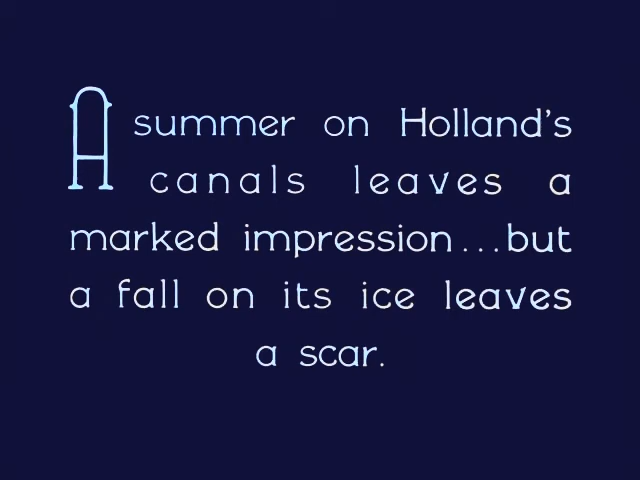 A summer on Holland's
canals leaves a
marked impression...but
a fall on its ice leaves
a scar.